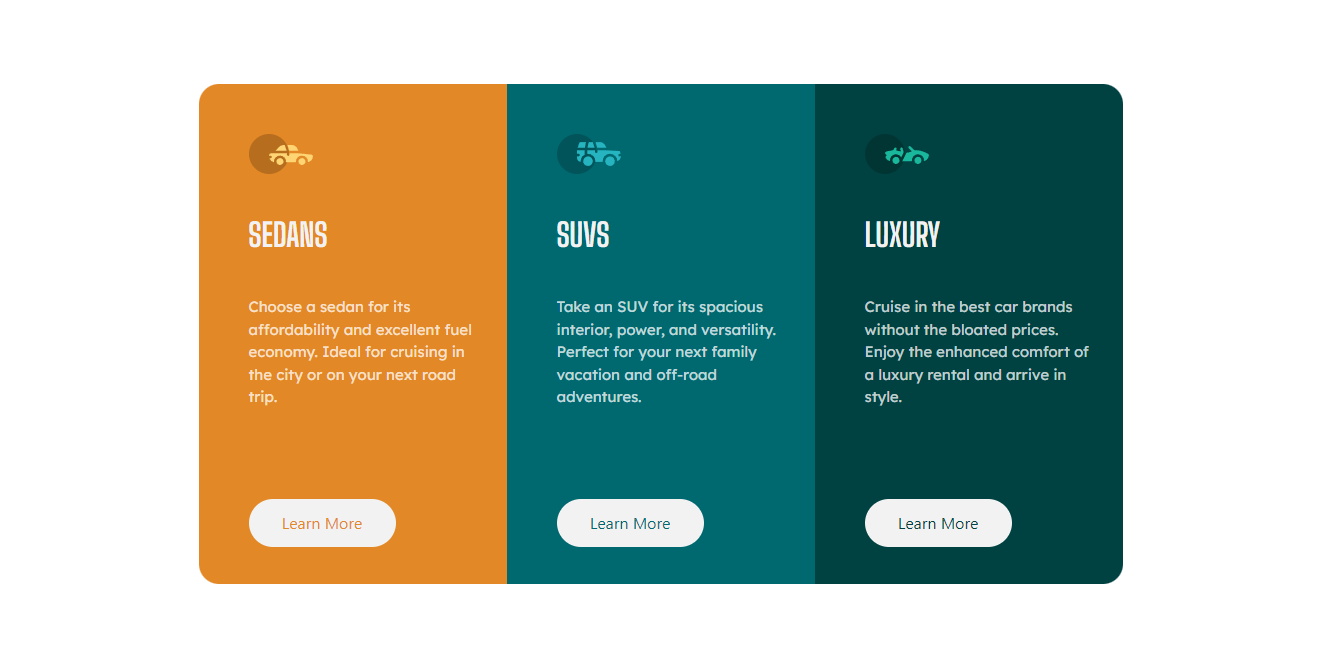 SEDANS
Choose a sedan for its
affordability and excellent fuel
economy. Ideal for cruising in
the city or on your next road
trip.
Learn More
SUVS
Take an SUV for its spacious
interior, power, and versatility.
Perfect for your next family
vacation and off-road
adventures.
Learn More
LUXURY
Cruise in the best car brands
without the bloated prices.
Enjoy the enhanced comfort of
a luxury rental and arrive in
style.
Learn More